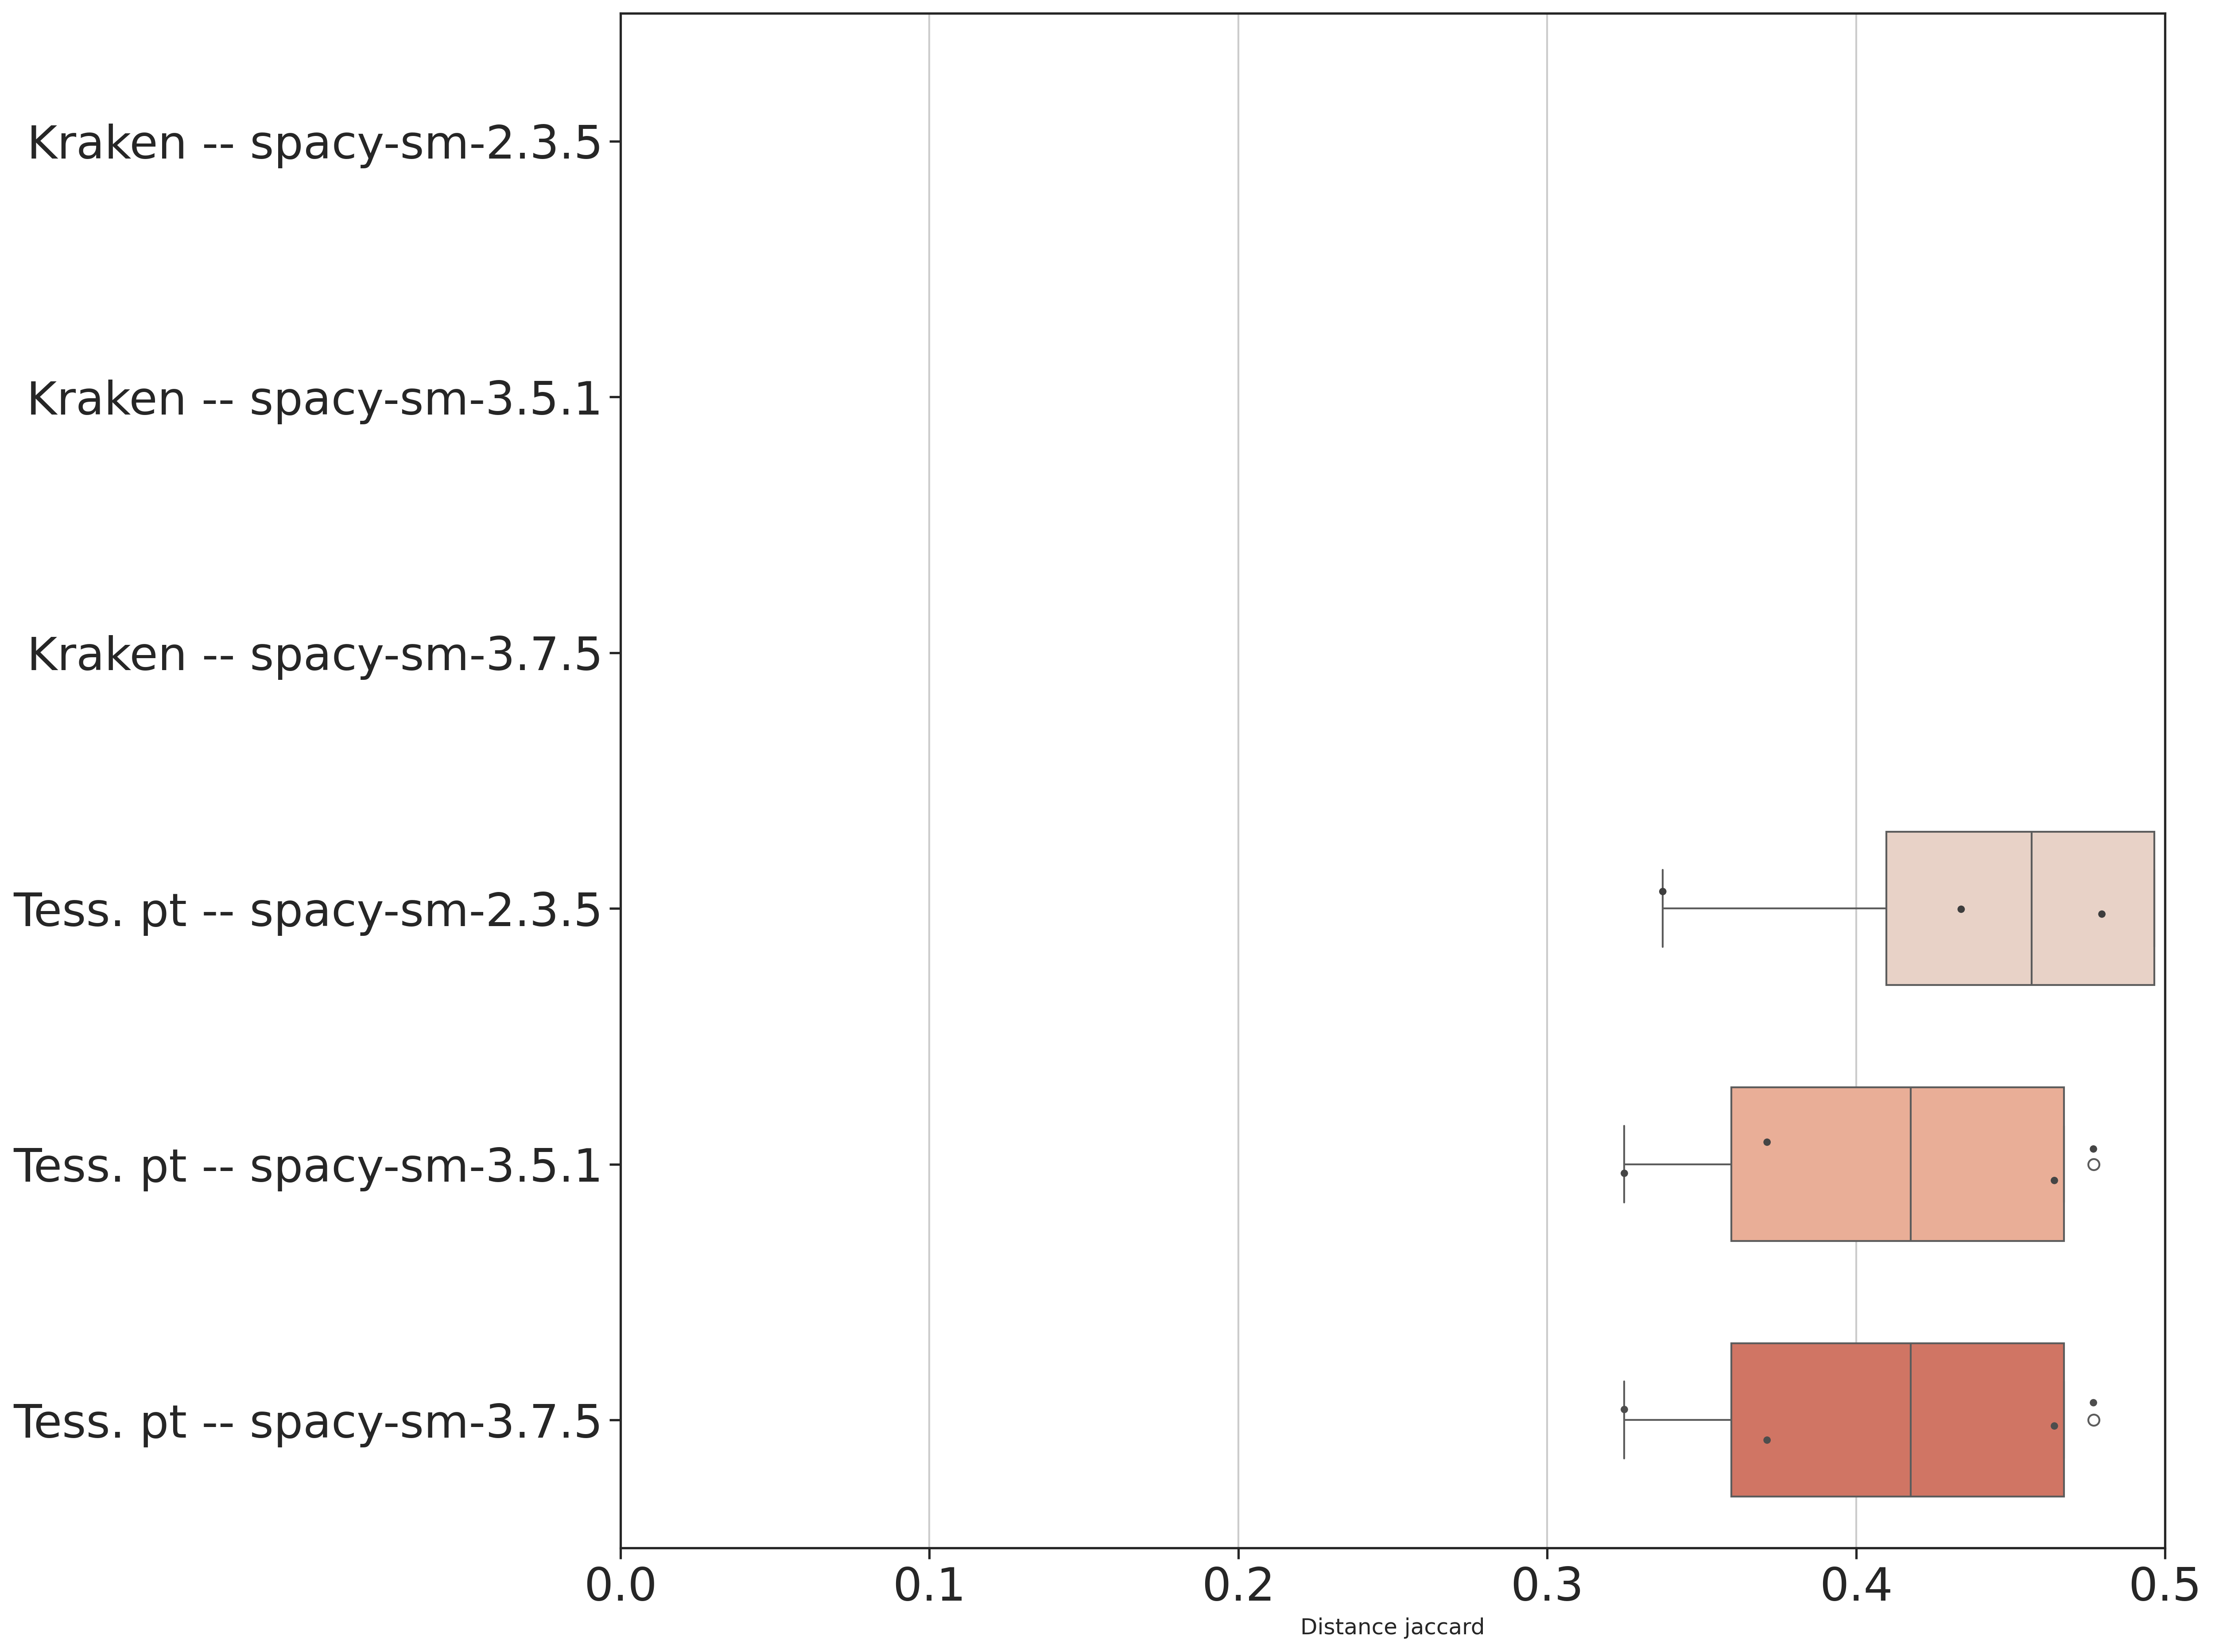 Kraken -- spacy-sm-2.3.5
Kraken -- spacy-sm-3.5.1
Kraken -- spacy-sm-3.7.5
Tess. pt -- spacy-sm-2.3.5
Tess. pt -- spacy-sm-3.5.1
Tess. pt -- spacy-sm-3.7.5
0.0 0.1 0.2 0.3 0.4 0.5
Distance jaccard